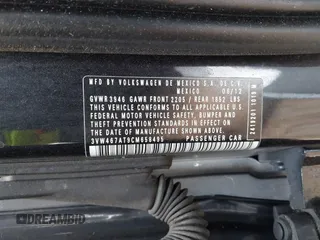 MFD BY VOLKSWAGEN DE MEXICO S.A. DE C.V.
MEXICO 09/12
GVWR 3946 GAWR FRONT 2205 / REAR 1852 LBS
THIS VEHICLE CONFORMS TO ALL APPLICABLE U.S.
FEDERAL MOTOR VEHICLE SAFETY, BUMPER, AND
THEFT PREVENTION STANDARDS IN EFFECT ON THE
DATE OF MANUFACTURE SHOWN ABOVE.
PASSENGER CAR
DREAMBID